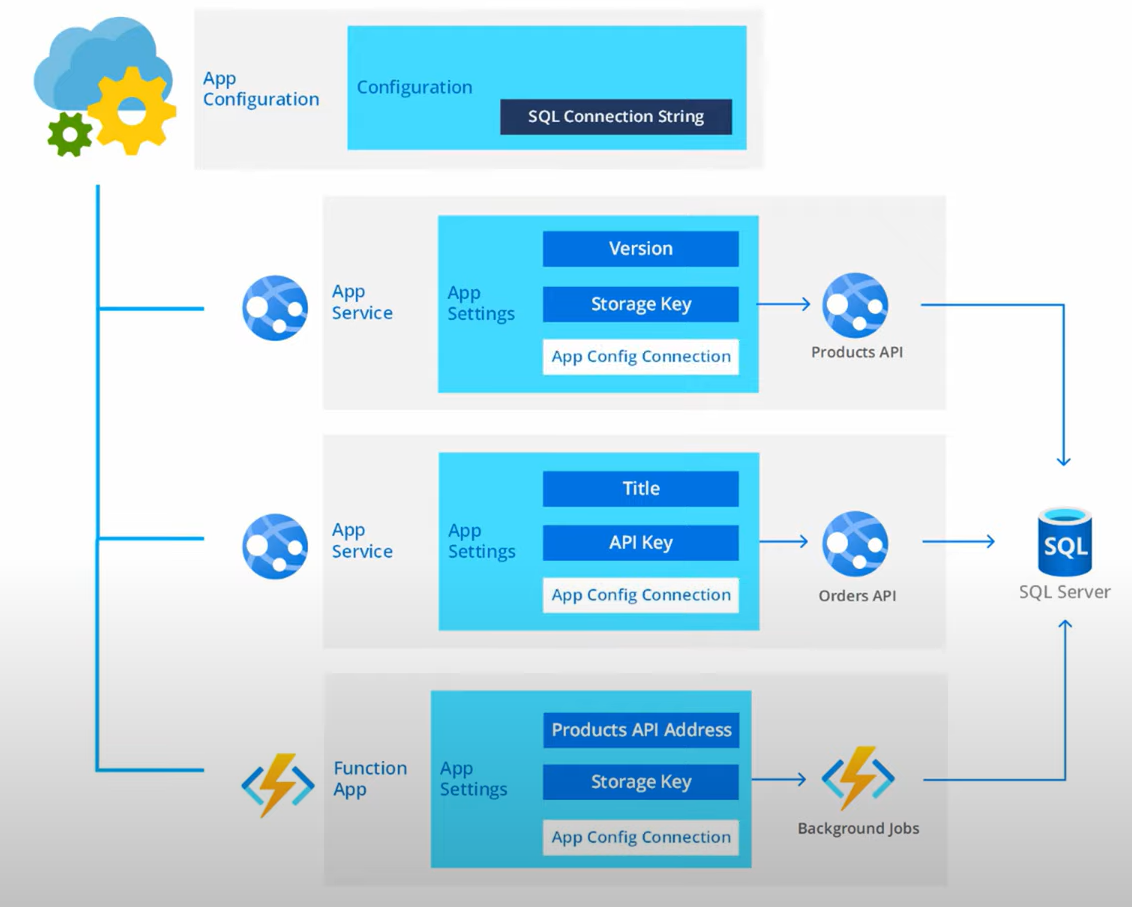 App
Configuration
Configuration
SQL Connection String
App
Service
App
Settings
Version
Storage Key
App Config Connection
Products API
App
Service
App
Settings
Title
API Key
App Config Connection
Orders API
SQL
SQL Server
Function
App
App
Settings
Products API Address
Storage Key
App Config Connection
Background Jobs